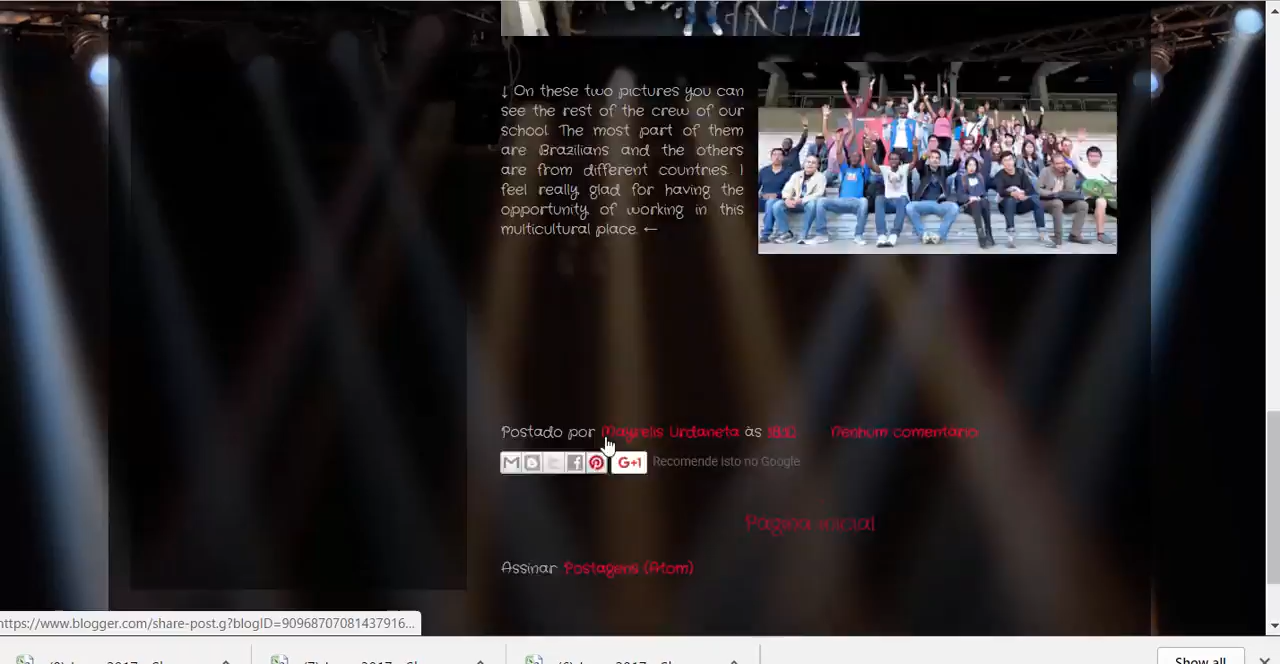 ↓ On these two pictures you can
see the rest of the crew of our
school. The most part of them
are Brazilians and the others
are from different countries. I
feel really glad for having the
opportunity of working in this
multicultural place. ←
Postado por Mayrelis Urdaneta às 18:10 Nenhum comentário
G+1 Recomende isto no Google
Página inicial
Assinar Postagens (Atom)
https://www.blogger.com/share-post.g?blogID=90968707081437916...
Show all